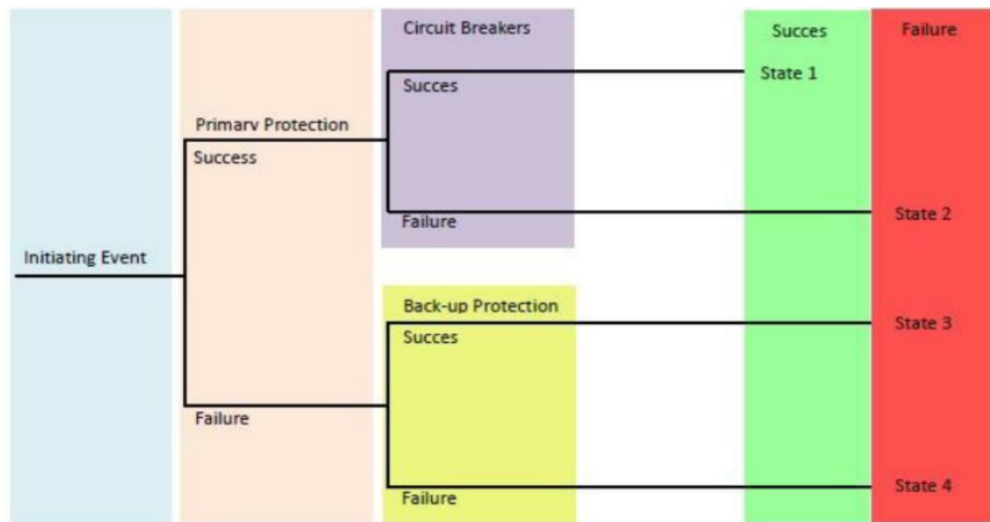 Circuit Breakers
Succes
Failure
Succes
State 1
Primary Protection
Success
Failure
State 2
Initiating Event
Back-up Protection
Succes
State 3
Failure
Failure
State 4